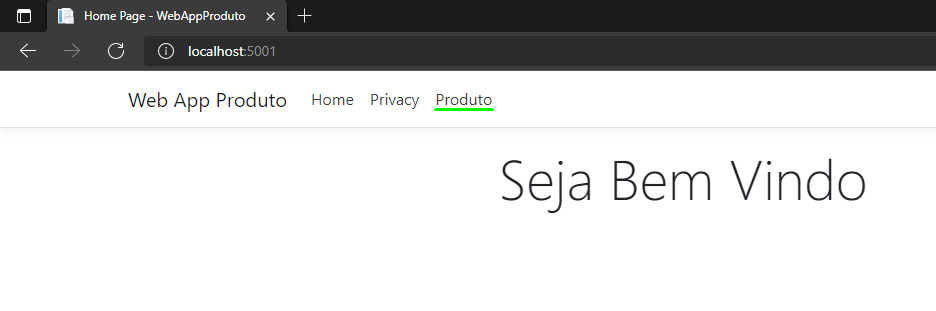 Home Page - WebAppProduto
localhost:5001
Web App Produto Home Privacy Produto
Seja Bem Vindo